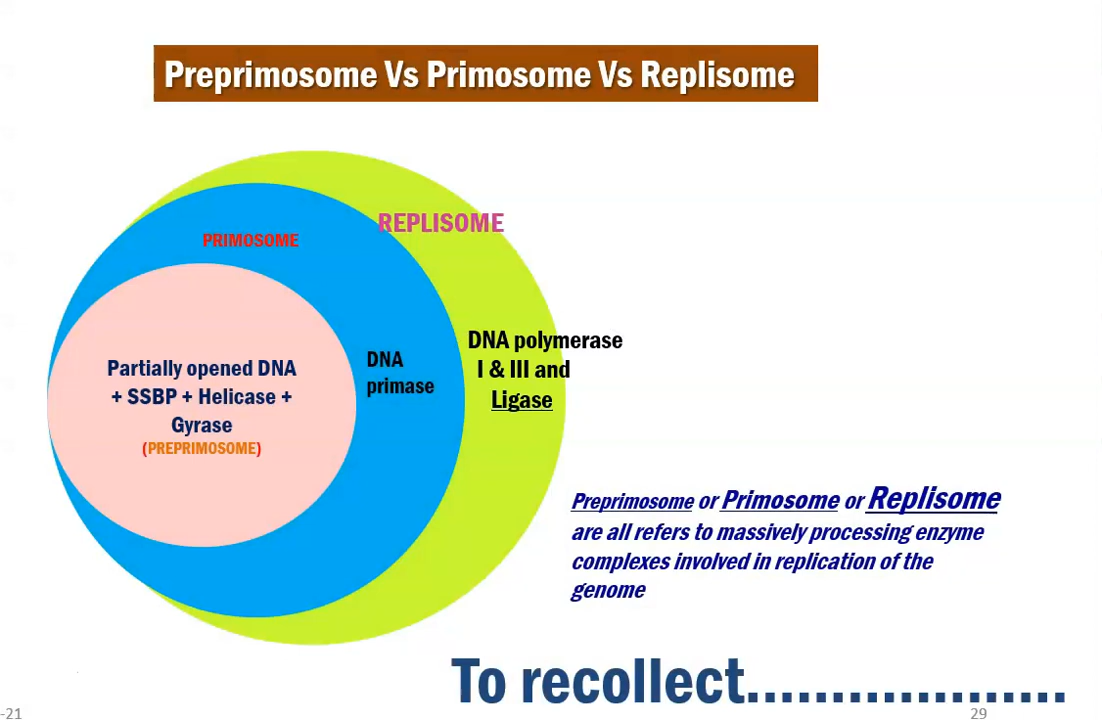 Preprimosome Vs Primosome Vs Replisome
REPLISOME
PRIMOSOME
DNA polymerase
I & III and
Ligase
DNA
primase
Partially opened DNA
+ SSBP + Helicase +
Gyrase
(PREPRIMOSOME)
Preprimosome or Primosome or Replisome
are all refers to massively processing enzyme
complexes involved in replication of the
genome
To recollect...................
-21
29